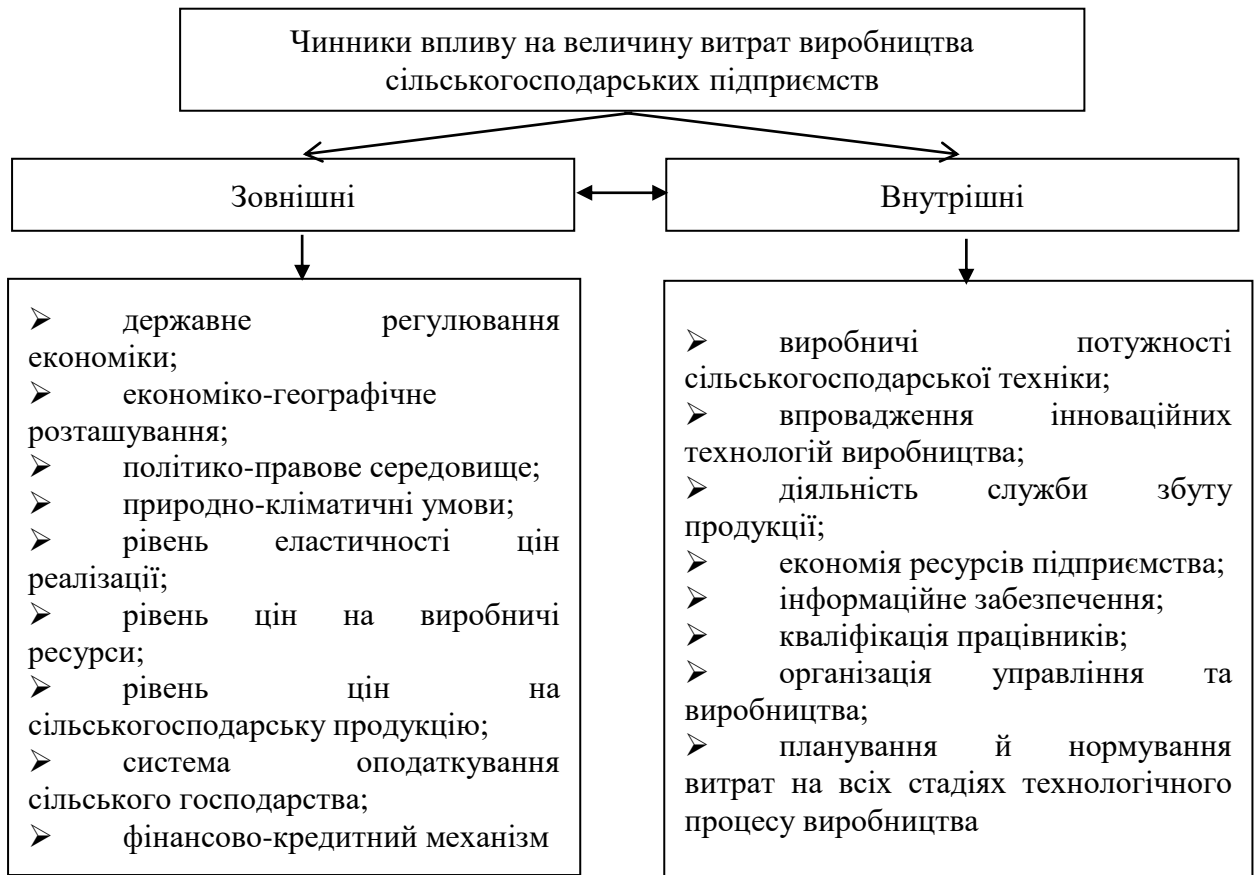 Чинники впливу на величину витрат виробництва
сільськогосподарських підприємств
Зовнішні
Внутрішні
➢ державне регулювання
економіки;
➢ економіко-географічне
розташування;
➢ політико-правове середовище;
➢ природно-кліматичні умови;
➢ рівень еластичності цін
реалізації;
➢ рівень цін на виробничі
ресурси;
➢ рівень цін на
сільськогосподарську продукцію;
➢ система оподаткування
сільського господарства;
➢ фінансово-кредитний механізм
➢ виробничі потужності
сільськогосподарської техніки;
➢ впровадження інноваційних
технологій виробництва;
➢ діяльність служби збуту
продукції;
➢ економія ресурсів підприємства;
➢ інформаційне забезпечення;
➢ кваліфікація працівників;
➢ організація управління та
виробництва;
➢ планування й нормування
витрат на всіх стадіях технологічного
процесу виробництва